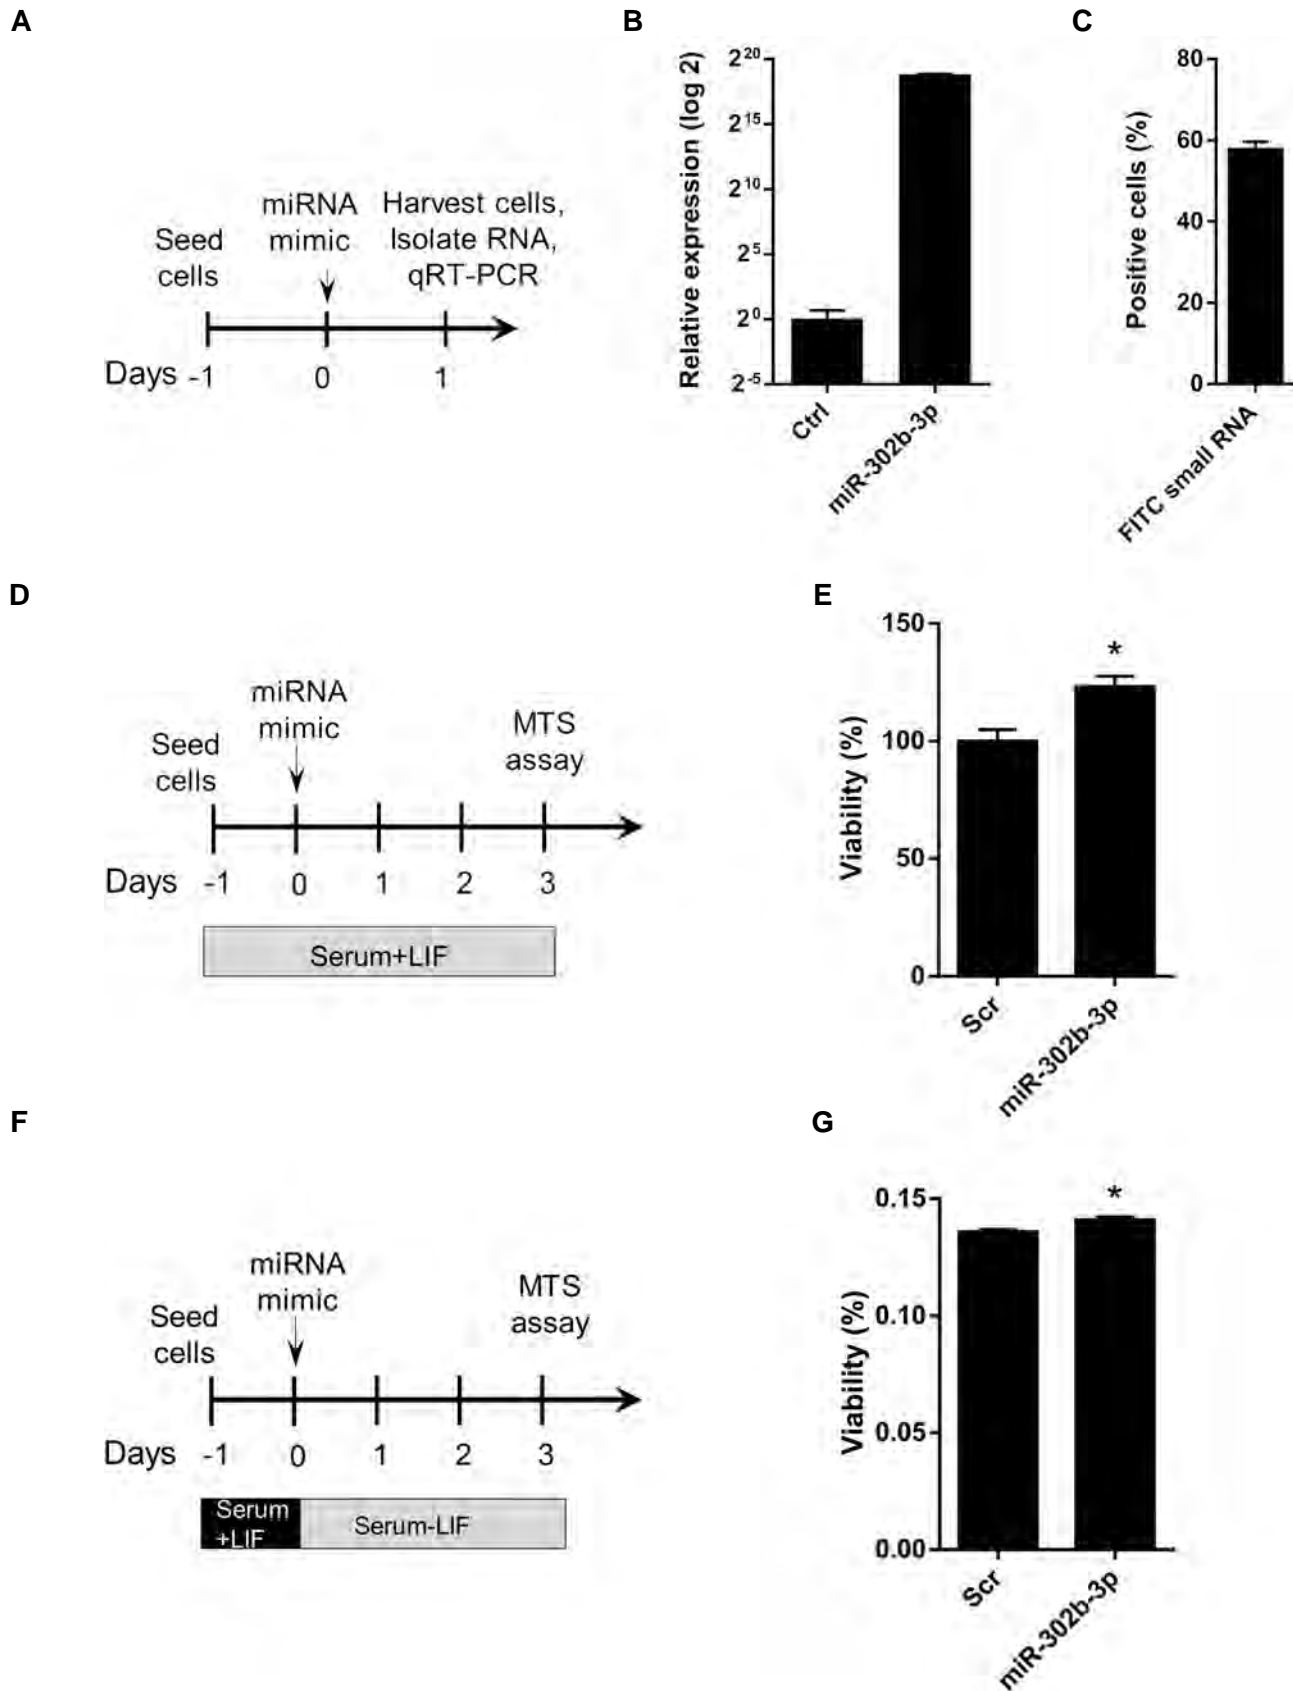 A
Seed
cells
miRNA
mimic
Harvest cells,
Isolate RNA,
qRT-PCR
Days -1 0 1
B
Relative expression (log 2)
2^20
2^15
2^10
2^5
2^0
2^-5
Ctrl
miR-302b-3p
C
Positive cells (%)
80
60
40
20
0
FITC small RNA
D
Seed
cells
miRNA
mimic
MTS
assay
Days -1 0 1 2 3
Serum+LIF
E
Viability (%)
150
100
50
0
*
Scr
miR-302b-3p
F
Seed
cells
miRNA
mimic
MTS
assay
Days -1 0 1 2 3
Serum
+LIF
Serum-LIF
G
Viability (%)
0.15
0.10
0.05
0.00
*
Scr
miR-302b-3p